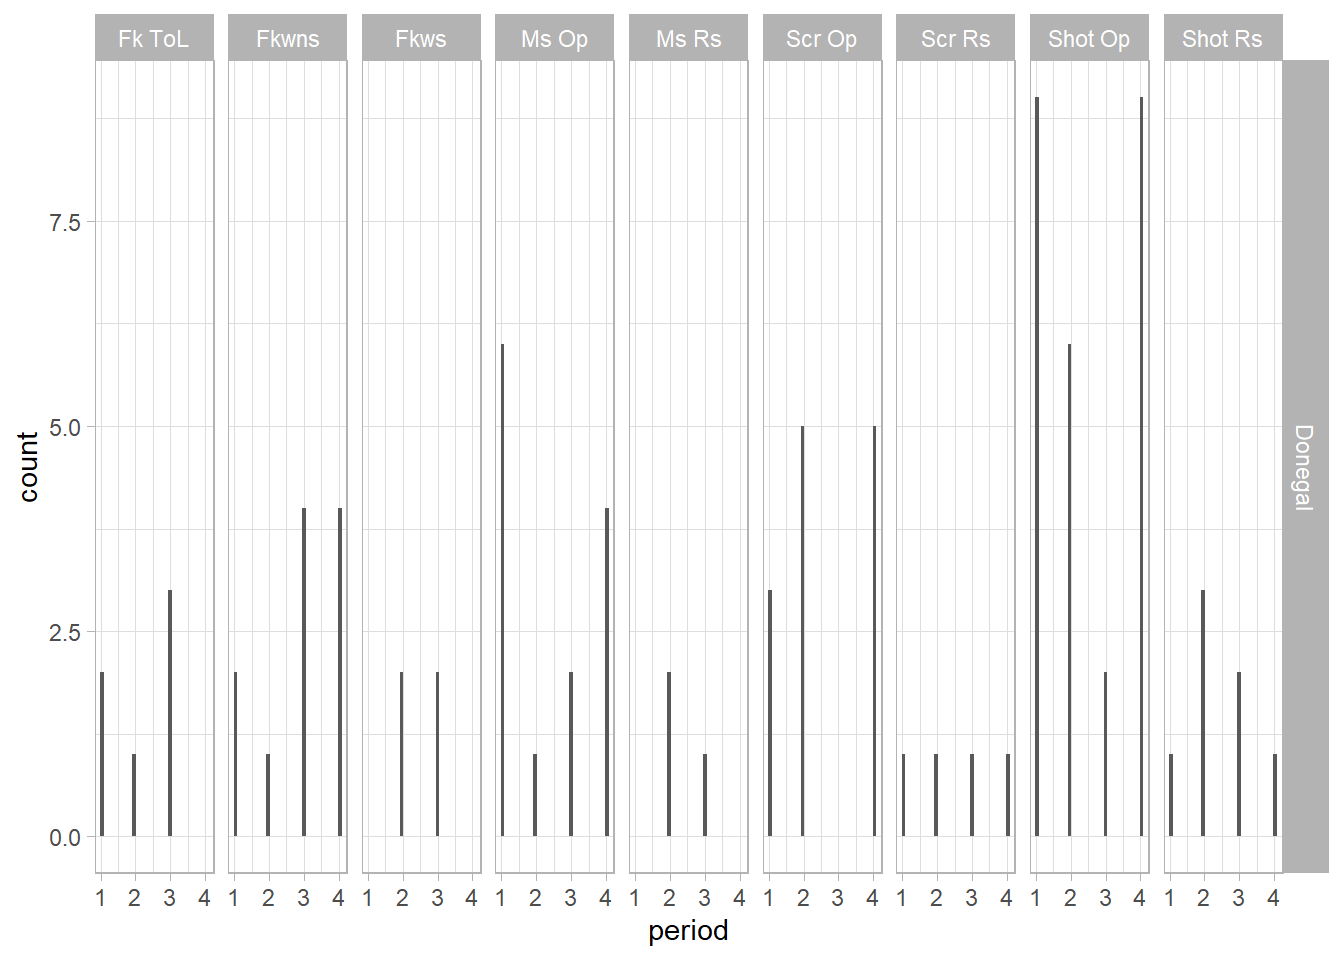 Fk ToL Fkwns Fkws Ms Op Ms Rs Scr Op Scr Rs Shot Op Shot Rs
Donegal
count
7.5
5.0
2.5
0.0
1 2 3 4 1 2 3 4 1 2 3 4 1 2 3 4 1 2 3 4 1 2 3 4 1 2 3 4 1 2 3 4 1 2 3 4
period